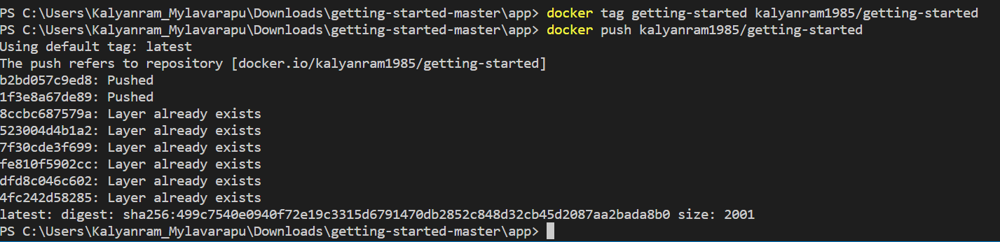 PS C:\Users\Kalyanram_Mylavarapu\Downloads\getting-started-master\app> docker tag getting-started kalyanram1985/getting-started
PS C:\Users\Kalyanram_Mylavarapu\Downloads\getting-started-master\app> docker push kalyanram1985/getting-started
Using default tag: latest
The push refers to repository [docker.io/kalyanram1985/getting-started]
b2bd057c9ed8: Pushed
1f3e8a67de89: Pushed
8ccbc687579a: Layer already exists
523004d4b1a2: Layer already exists
7f30cde3f699: Layer already exists
fe810f5902cc: Layer already exists
dfd8c046c602: Layer already exists
4fc242d58285: Layer already exists
latest: digest: sha256:499c7540e0940f72e19c3315d6791470db2852c848d32cb45d2087aa2bada8b0 size: 2001
PS C:\Users\Kalyanram_Mylavarapu\Downloads\getting-started-master\app>